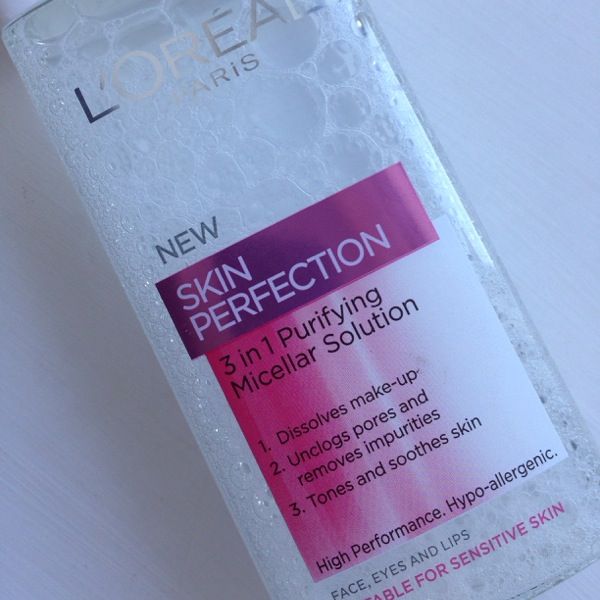 L'ORÉAL
PARIS
NEW
SKIN
PERFECTION
3 in 1 Purifying
Micellar Solution
1. Dissolves make-up
2. Unclogs pores and
removes impurities
3. Tones and soothes skin
High Performance. Hypo-allergenic.
FACE, EYES AND LIPS
FOR SENSITIVE SKIN